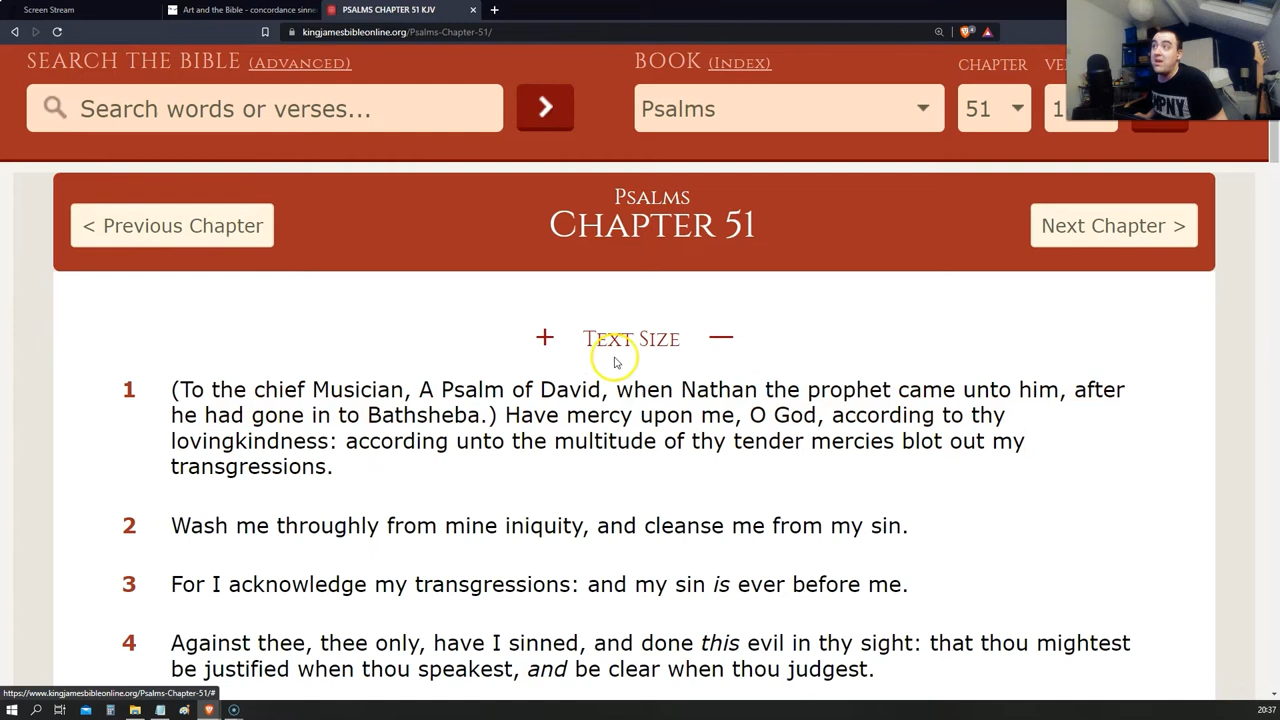 Screen Stream
Art and the Bible - concordance sinne
PSALMS CHAPTER 51 KJV
kingjamesbibleonline.org/Psalms-Chapter-51/
SEARCH THE BIBLE (ADVANCED)
BOOK (INDEX)
CHAPTER
Search words or verses...
Psalms
51
1
< Previous Chapter
PSALMS
CHAPTER 51
Next Chapter >
+ TEXT SIZE —
1 (To the chief Musician, A Psalm of David, when Nathan the prophet came unto him, after
he had gone in to Bathsheba.) Have mercy upon me, O God, according to thy
lovingkindness: according unto the multitude of thy tender mercies blot out my
transgressions.
2 Wash me throughly from mine iniquity, and cleanse me from my sin.
3 For I acknowledge my transgressions: and my sin is ever before me.
4 Against thee, thee only, have I sinned, and done this evil in thy sight: that thou mightest
be justified when thou speakest, and be clear when thou judgest.
https://www.kingjamesbibleonline.org/Psalms-Chapter-51/#
20:37